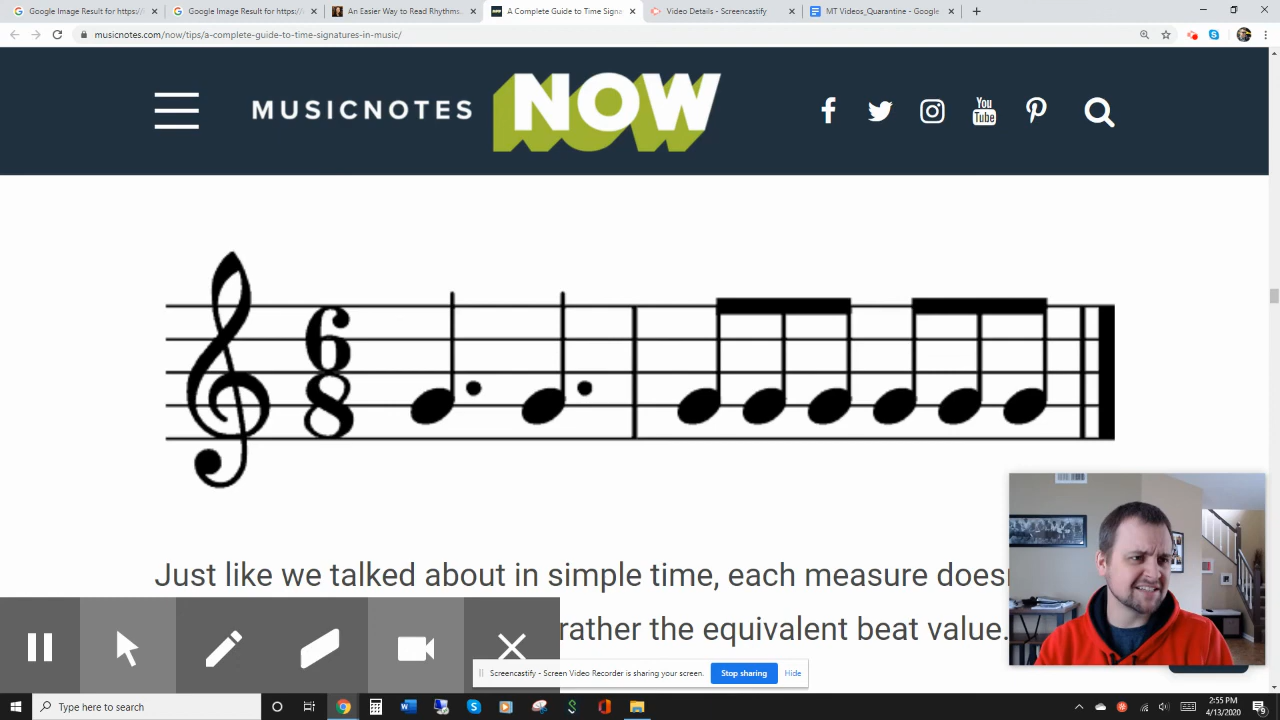 Google Image Result for https://
Google Image Result for https://
An Easier Way to Read Rhythms
A Complete Guide to Time Signa
Video Details - Screencastify
MT Videos_Quarantine - Google
musicnotes.com/now/tips/a-complete-guide-to-time-signatures-in-music/
MUSICNOTES NOW
You
Tube
6
8
Just like we talked about in simple time, each measure does
rather the equivalent beat value.
Screencastify - Screen Video Recorder is sharing your screen.
Stop sharing
Hide
Type here to search
2:55 PM
4/13/2020